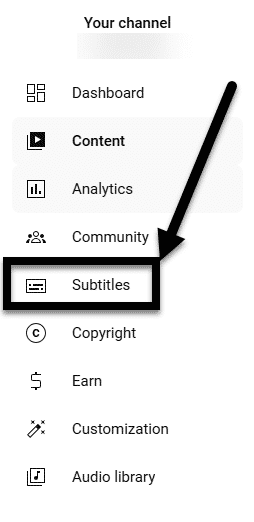 Your channel
Dashboard
Content
Analytics
Community
Subtitles
Copyright
Earn
Customization
Audio library